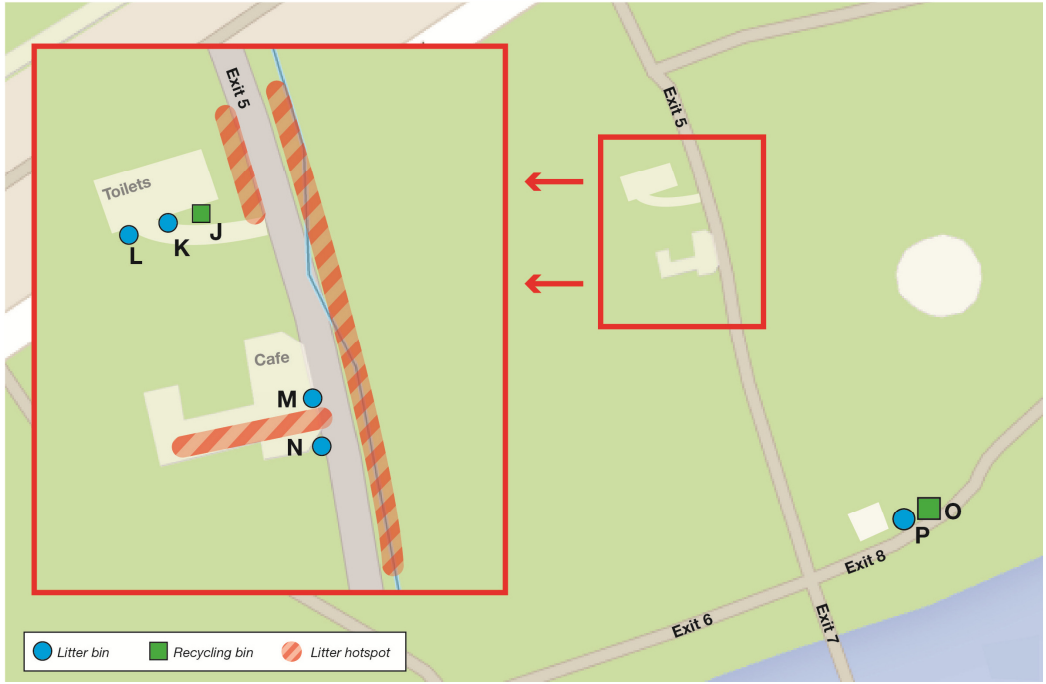 Exit 5
Exit 5
Toilets
J
K
L
Cafe
M
N
O
P
Exit 8
Exit 6
Exit 7
Litter bin
Recycling bin
Litter hotspot